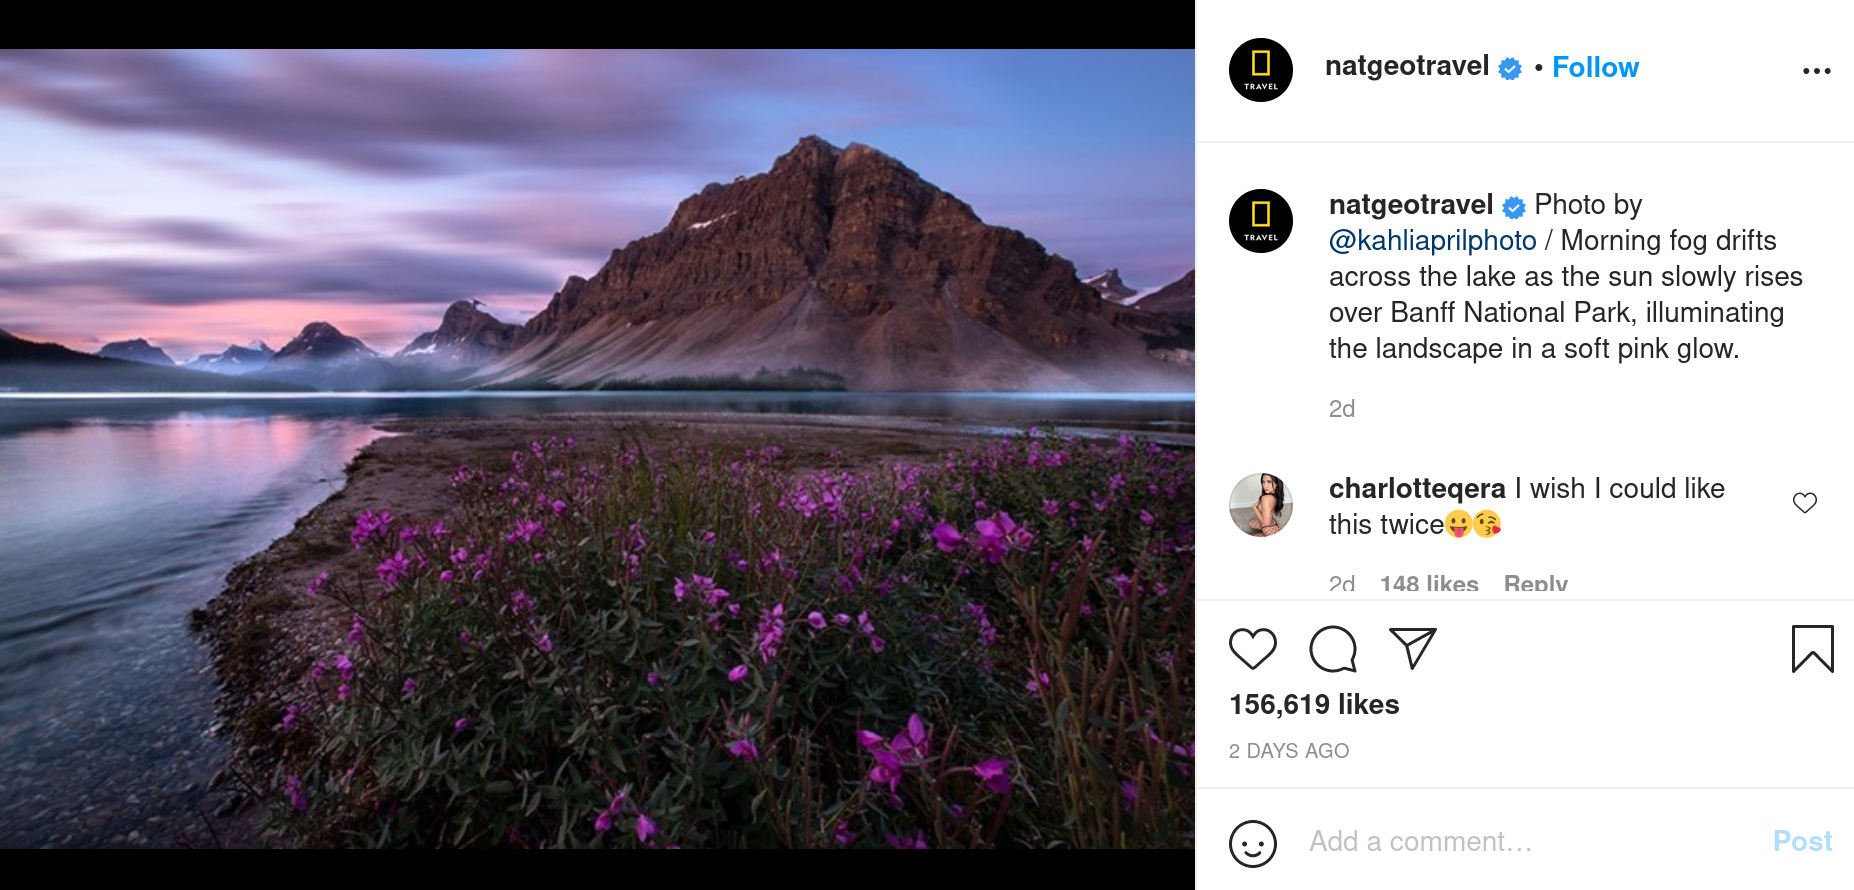 TRAVEL
natgeotravel • Follow
TRAVEL
natgeotravel Photo by
@kahliaprilphoto / Morning fog drifts
across the lake as the sun slowly rises
over Banff National Park, illuminating
the landscape in a soft pink glow.
2d
charlotteqera I wish I could like
this twice😛😘
2d 148 likes Reply
156,619 likes
2 DAYS AGO
Add a comment… Post